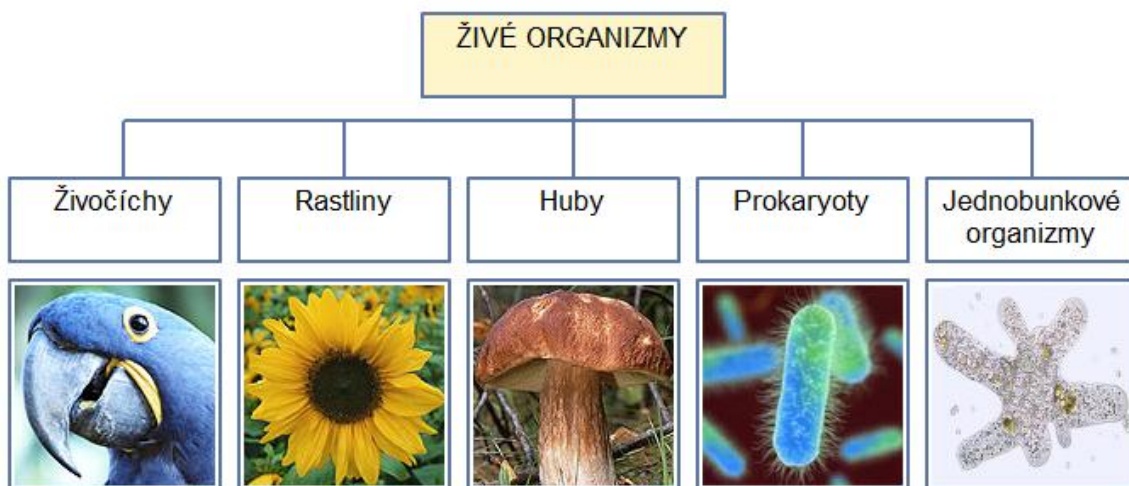 ŽIVÉ ORGANIZMY
Živočíchy
Rastliny
Huby
Prokaryoty
Jednobunkové
organizmy